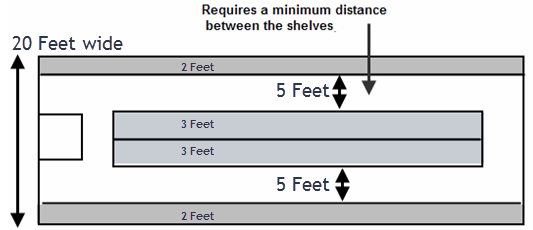 Requires a minimum distance
between the shelves
20 Feet wide
2 Feet
5 Feet
3 Feet
3 Feet
5 Feet
2 Feet